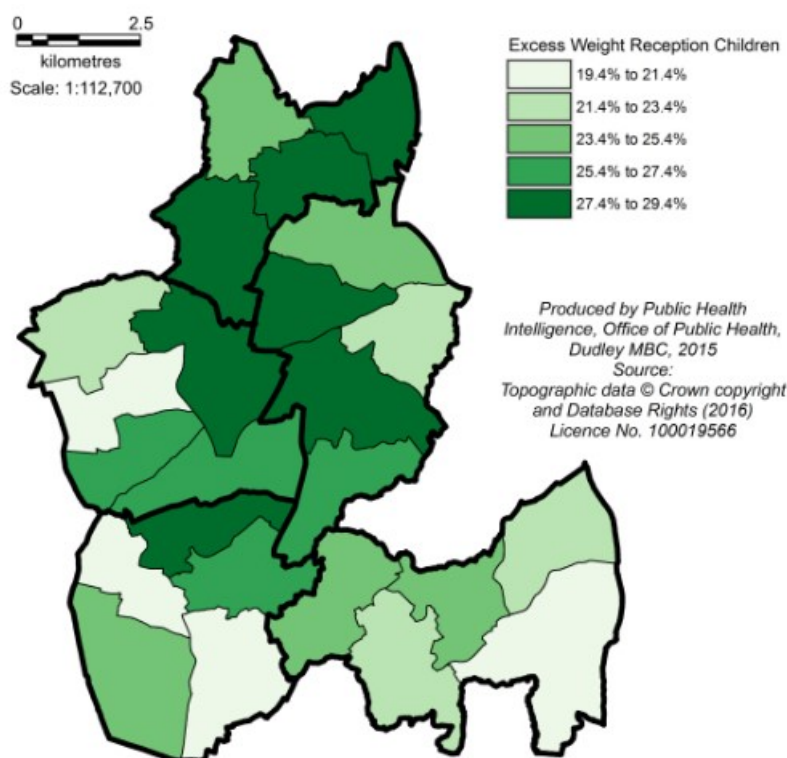 0 2.5
kilometres
Scale: 1:112,700
Excess Weight Reception Children
19.4% to 21.4%
21.4% to 23.4%
23.4% to 25.4%
25.4% to 27.4%
27.4% to 29.4%
Produced by Public Health
Intelligence, Office of Public Health,
Dudley MBC, 2015
Source:
Topographic data © Crown copyright
and Database Rights (2016)
Licence No. 100019566